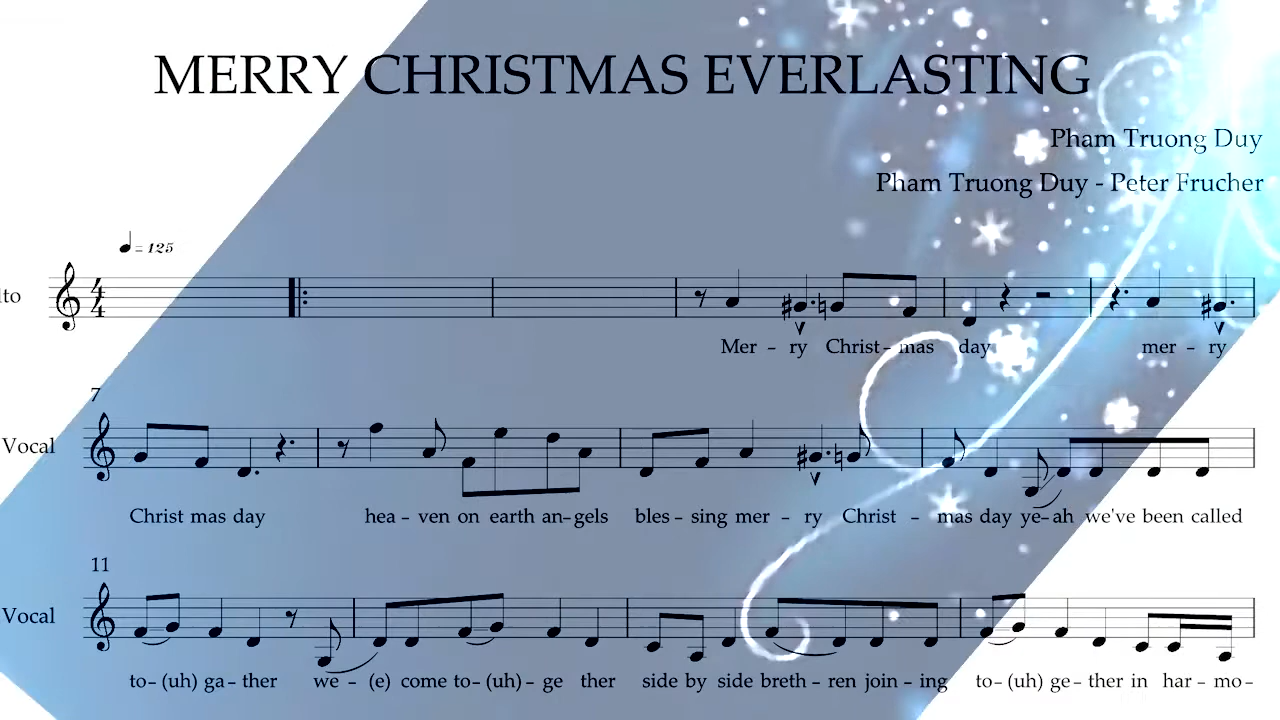 MERRY CHRISTMAS EVERLASTING
Pham Truong Duy
Pham Truong Duy - Peter Frucher
= 125
4
4
Mer - ry Christ - mas day mer - ry
7
Vocal
Christ mas day hea - ven on earth an - gels bles - sing mer - ry Christ - mas day ye - ah we've been called
11
Vocal
to - (uh) ga - ther we - (e) come to - (uh) - ge ther side by side breth - ren join - ing to - (uh) ge - ther in har - mo -